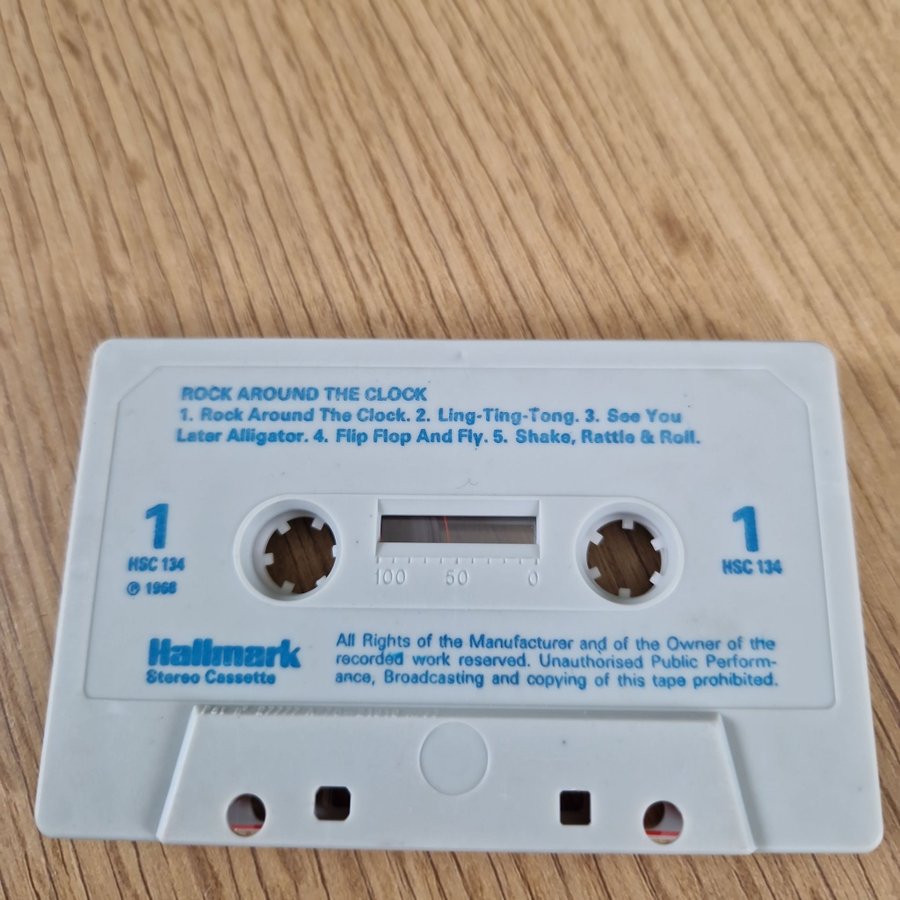 ROCK AROUND THE CLOCK
1. Rock Around The Clock. 2. Ling-Ting-Tong. 3. See You
Later Alligator. 4. Flip Flop And Fly. 5. Shake, Rattle & Roll.
1
HSC 134
℗ 1968
100 50 0
1
HSC 134
Hallmark
Stereo Cassette
All Rights of the Manufacturer and of the Owner of the
recorded work reserved. Unauthorised Public Perform-
ance, Broadcasting and copying of this tape prohibited.